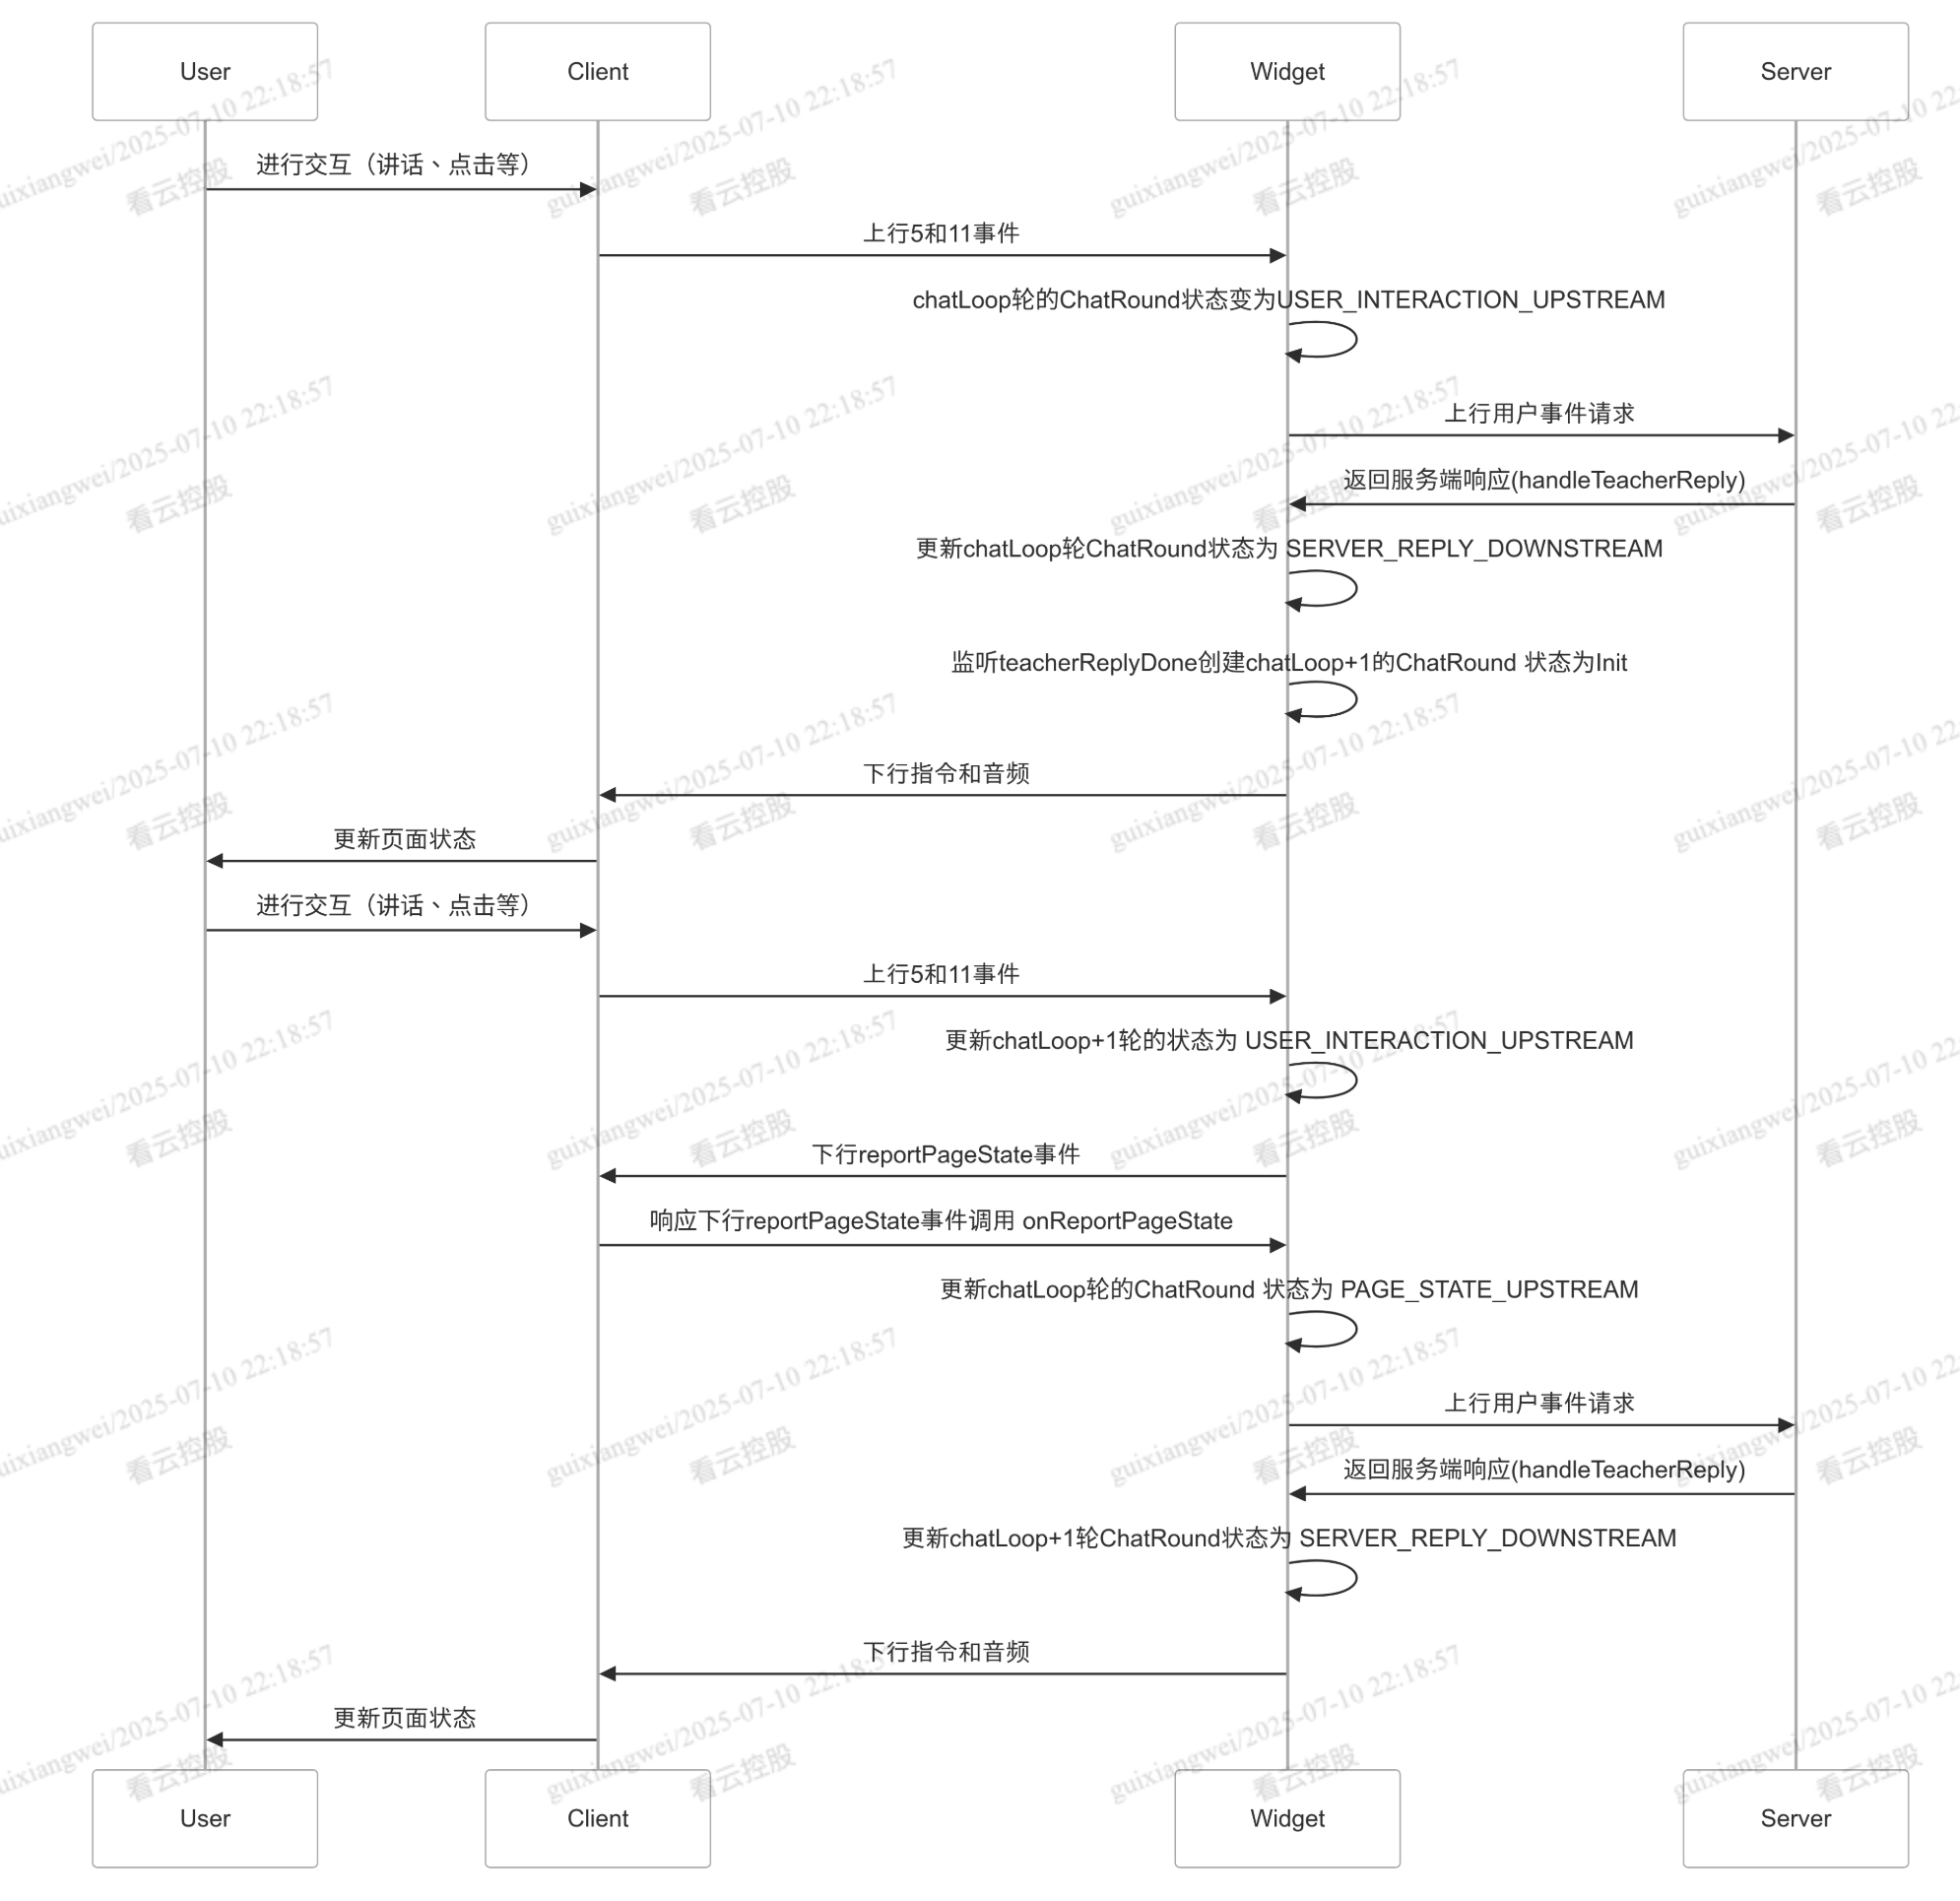 User
Client
Widget
Server
进行交互（讲话、点击等）
上行5和11事件
chatLoop轮的ChatRound状态变为USER_INTERACTION_UPSTREAM
上行用户事件请求
返回服务端响应(handleTeacherReply)
更新chatLoop轮ChatRound状态为 SERVER_REPLY_DOWNSTREAM
监听teacherReplyDone创建chatLoop+1的ChatRound 状态为Init
下行指令和音频
更新页面状态
进行交互（讲话、点击等）
上行5和11事件
更新chatLoop+1轮的状态为 USER_INTERACTION_UPSTREAM
下行reportPageState事件
响应下行reportPageState事件调用 onReportPageState
更新chatLoop轮的ChatRound 状态为 PAGE_STATE_UPSTREAM
上行用户事件请求
返回服务端响应(handleTeacherReply)
更新chatLoop+1轮ChatRound状态为 SERVER_REPLY_DOWNSTREAM
下行指令和音频
更新页面状态
User
Client
Widget
Server
guixiangwei/2025-07-10 22:18:57
看云控股